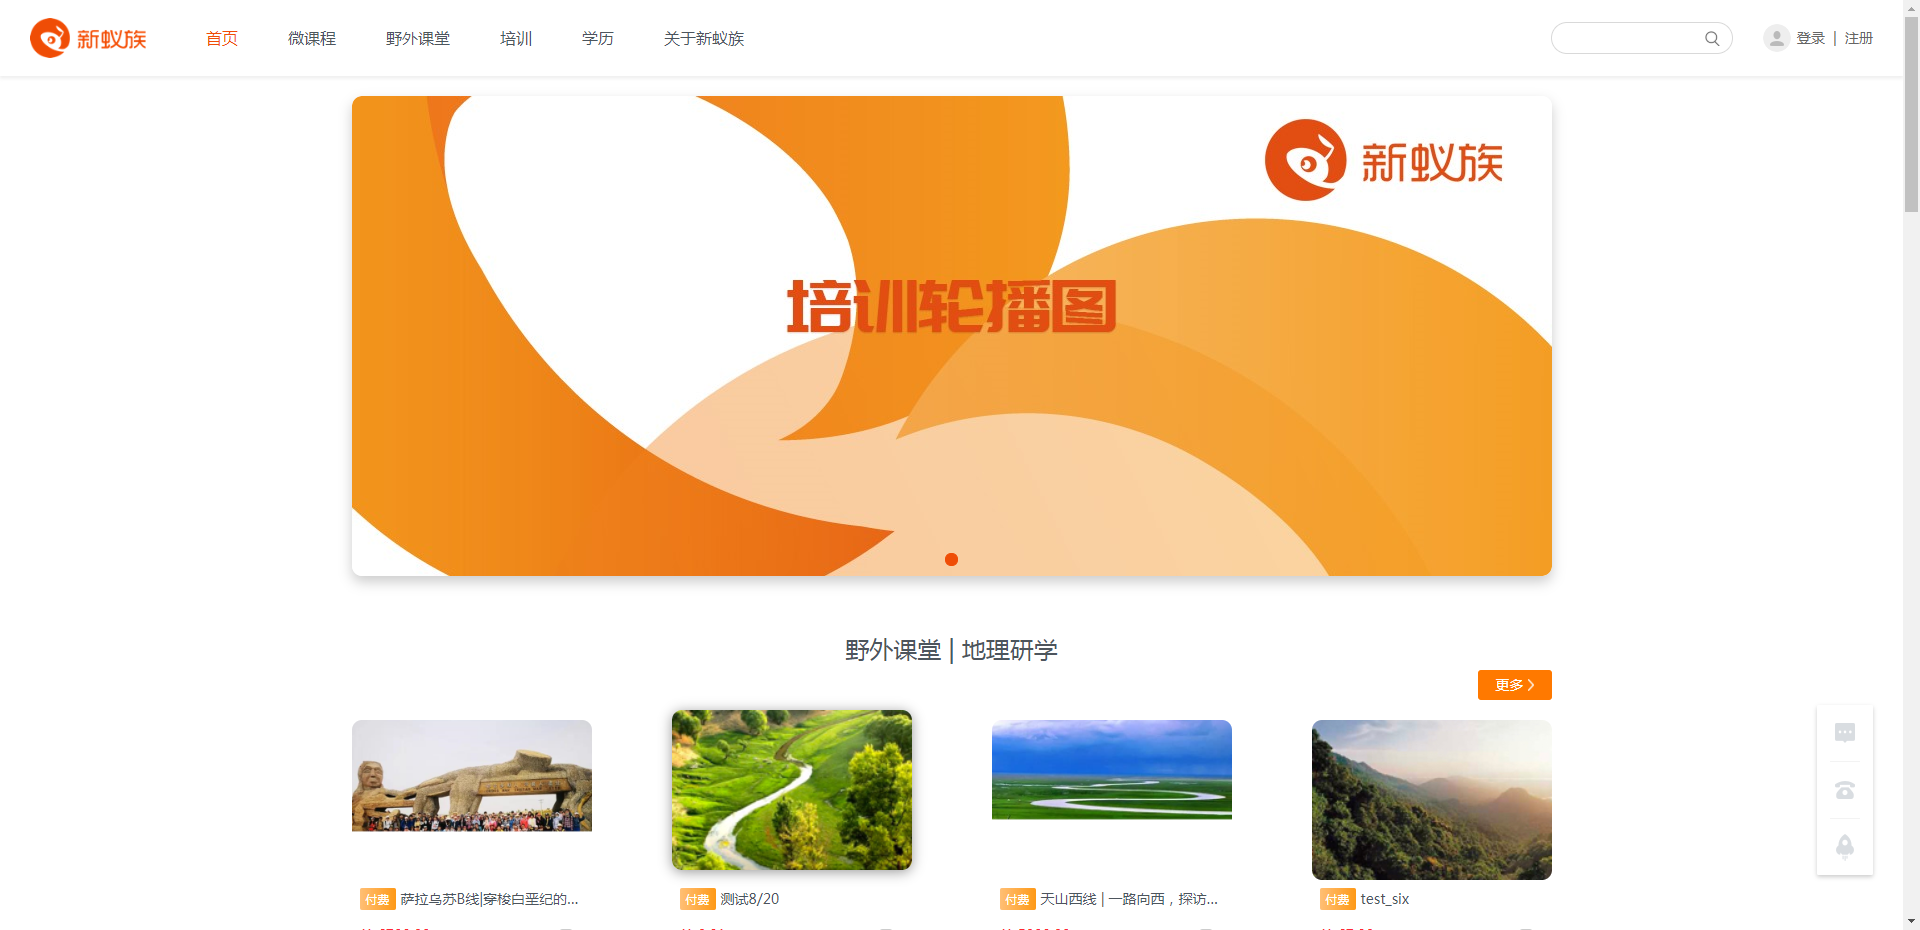 新蚁族
首页 微课程 野外课堂 培训 学历 关于新蚁族
登录 | 注册
新蚁族
培训轮播图
野外课堂 | 地理研学
更多
付费 萨拉乌苏B线|穿梭白垩纪的...
付费 测试8/20
付费 天山西线 | 一路向西，探访...
付费 test_six